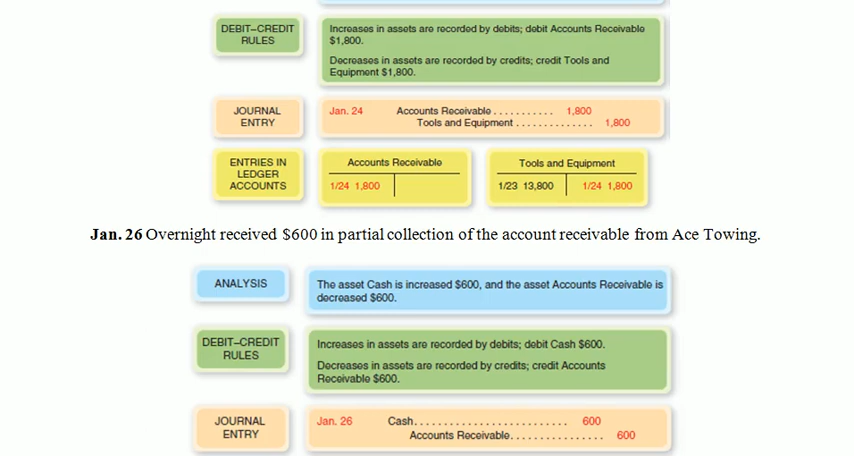 DEBIT–CREDIT
RULES
Increases in assets are recorded by debits; debit Accounts Receivable
$1,800.
Decreases in assets are recorded by credits; credit Tools and
Equipment $1,800.
JOURNAL
ENTRY
Jan. 24 Accounts Receivable........... 1,800
Tools and Equipment.............. 1,800
ENTRIES IN
LEDGER
ACCOUNTS
Accounts Receivable
1/24 1,800
Tools and Equipment
1/23 13,800 1/24 1,800
Jan. 26 Overnight received $600 in partial collection of the account receivable from Ace Towing.
ANALYSIS
The asset Cash is increased $600, and the asset Accounts Receivable is
decreased $600.
DEBIT–CREDIT
RULES
Increases in assets are recorded by debits; debit Cash $600.
Decreases in assets are recorded by credits; credit Accounts
Receivable $600.
JOURNAL
ENTRY
Jan. 26 Cash............................ 600
Accounts Receivable................. 600